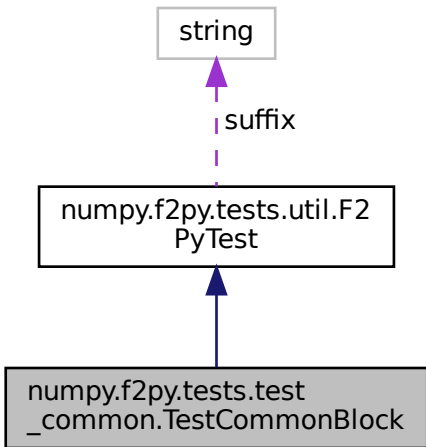 string
suffix
numpy.f2py.tests.util.F2
PyTest
numpy.f2py.tests.test
_common.TestCommonBlock